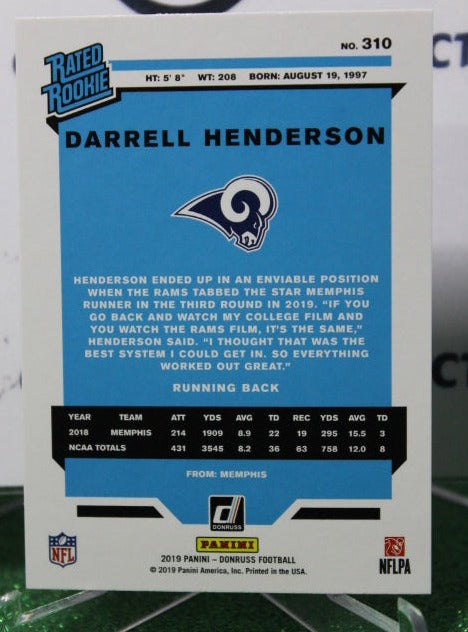 NO. 310
RATED
ROOKIE
HT: 5' 8" WT: 208 BORN: AUGUST 19, 1997
DARRELL HENDERSON
HENDERSON ENDED UP IN AN ENVIABLE POSITION
WHEN THE RAMS TABBED THE STAR MEMPHIS
RUNNER IN THE THIRD ROUND IN 2019. "IF YOU
GO BACK AND WATCH MY COLLEGE FILM AND
YOU WATCH THE RAMS FILM, IT'S THE SAME,"
HENDERSON SAID. "I THOUGHT THAT WAS THE
BEST SYSTEM I COULD GET IN. SO EVERYTHING
WORKED OUT GREAT."
RUNNING BACK
YEAR TEAM ATT YDS AVG TD REC YDS AVG TD
2018 MEMPHIS 214 1909 8.9 22 19 295 15.5 3
NCAA TOTALS 431 3545 8.2 36 63 758 12.0 8
FROM: MEMPHIS
d
DONRUSS
NFL
PANINI
NFLPA
2019 PANINI - DONRUSS FOOTBALL
© 2019 Panini America, Inc. Printed in the USA.